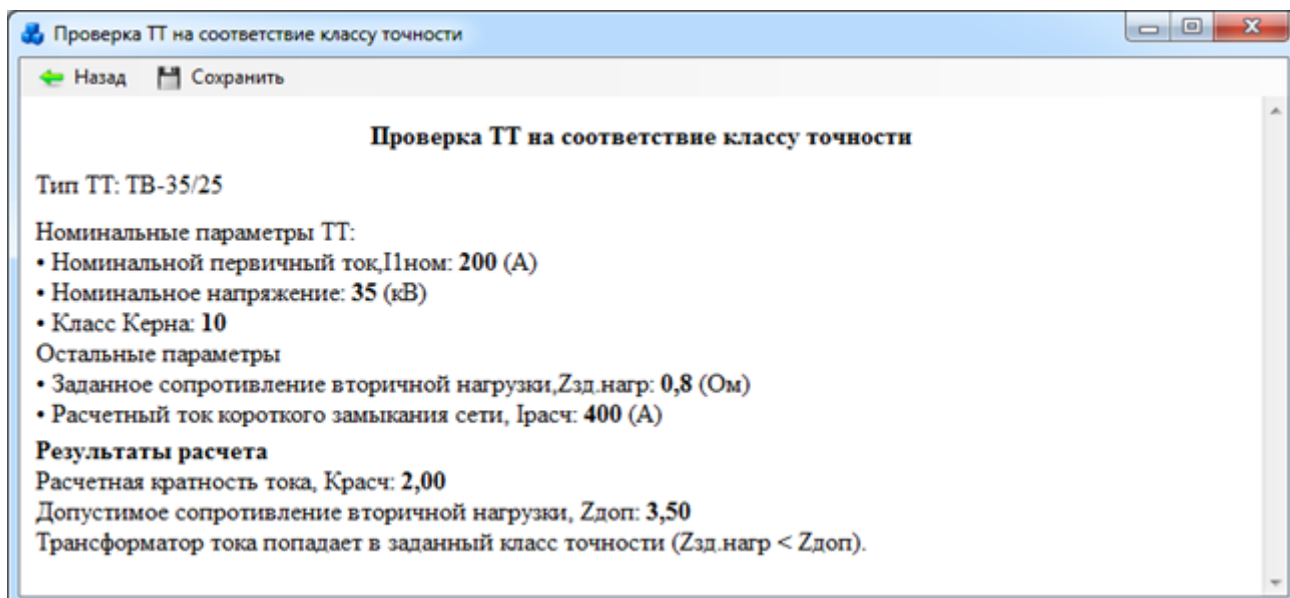 Проверка ТТ на соответствие классу точности
Назад Сохранить
Проверка ТТ на соответствие классу точности
Тип ТТ: ТВ-35/25
Номинальные параметры ТТ:
• Номинальной первичный ток,I1ном: 200 (А)
• Номинальное напряжение: 35 (кВ)
• Класс Керна: 10
Остальные параметры
• Заданное сопротивление вторичной нагрузки,Zзд.нагр: 0,8 (Ом)
• Расчетный ток короткого замыкания сети, Iрасч: 400 (А)
Результаты расчета
Расчетная кратность тока, Красч: 2,00
Допустимое сопротивление вторичной нагрузки, Zдоп: 3,50
Трансформатор тока попадает в заданный класс точности (Zзд.нагр < Zдоп).